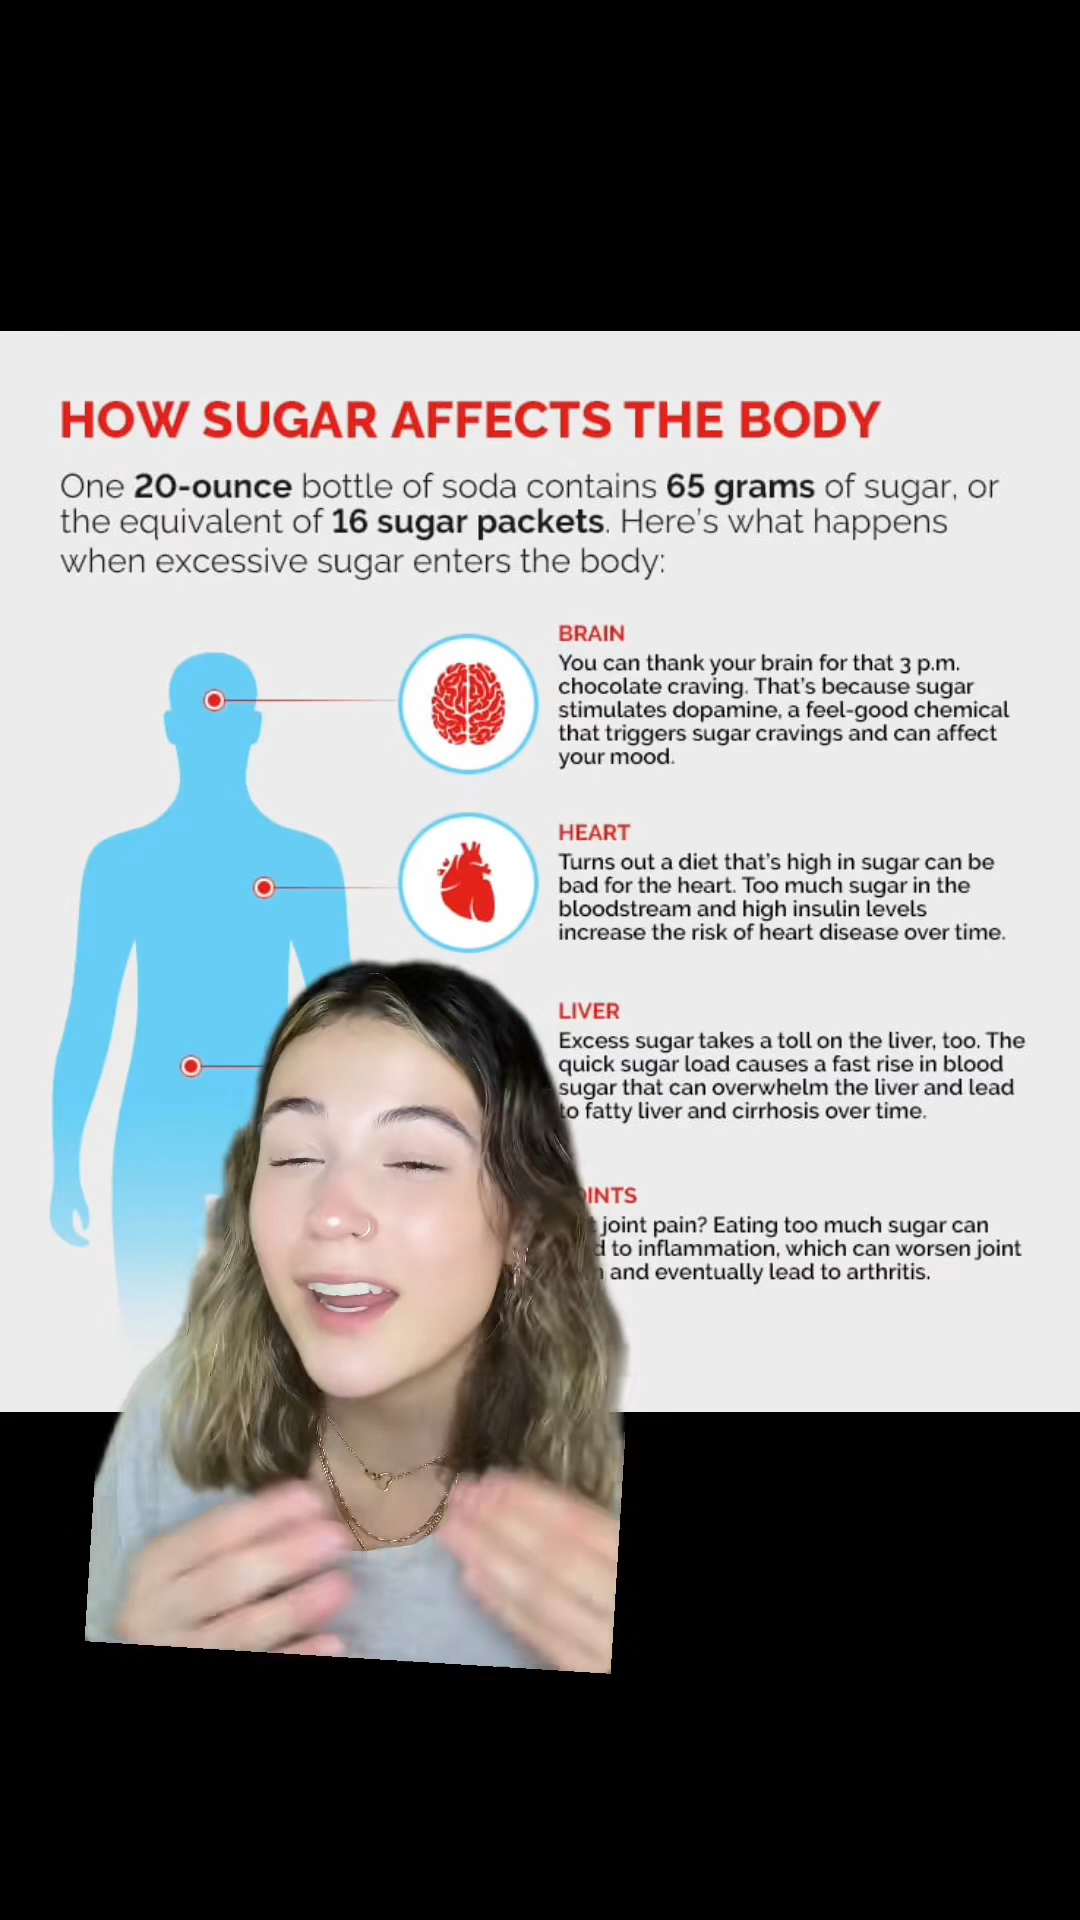 HOW SUGAR AFFECTS THE BODY
One 20-ounce bottle of soda contains 65 grams of sugar, or
the equivalent of 16 sugar packets. Here's what happens
when excessive sugar enters the body:
BRAIN
You can thank your brain for that 3 p.m.
chocolate craving. That's because sugar
stimulates dopamine, a feel-good chemical
that triggers sugar cravings and can affect
your mood.
HEART
Turns out a diet that's high in sugar can be
bad for the heart. Too much sugar in the
bloodstream and high insulin levels
increase the risk of heart disease over time.
LIVER
Excess sugar takes a toll on the liver, too. The
quick sugar load causes a fast rise in blood
sugar that can overwhelm the liver and lead
to fatty liver and cirrhosis over time.
joint pain? Eating too much sugar can
to inflammation, which can worsen joint
and eventually lead to arthritis.